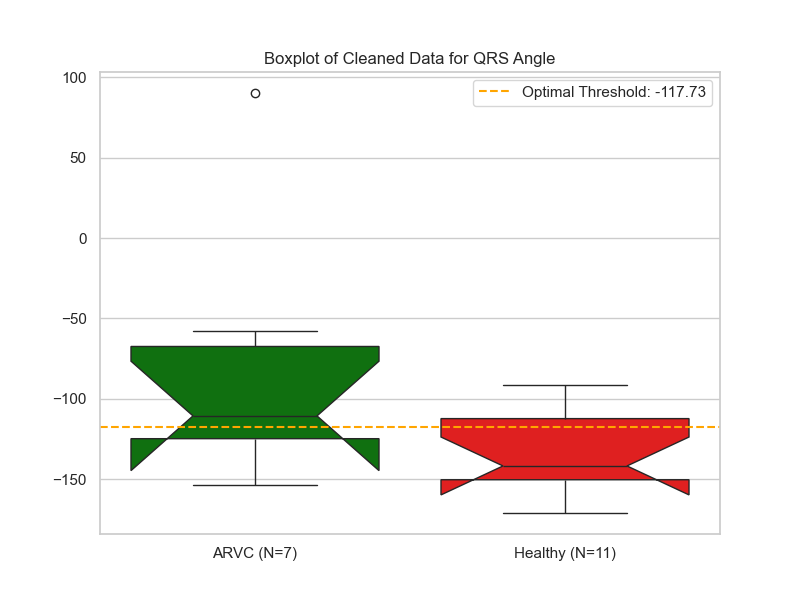 Boxplot of Cleaned Data for QRS Angle
Optimal Threshold: -117.73
100
50
0
−50
−100
−150
ARVC (N=7)
Healthy (N=11)